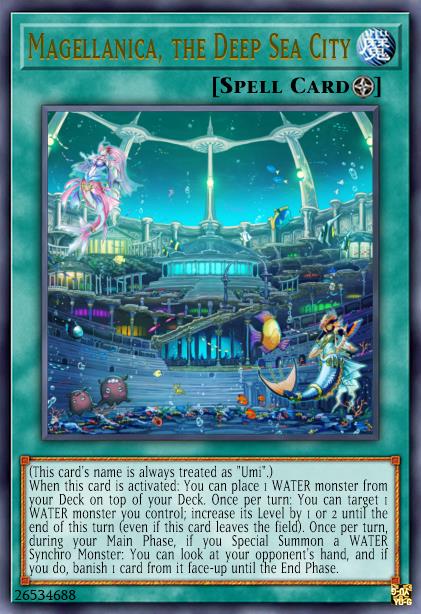 MAGELLANICA, THE DEEP SEA CITY
[SPELL CARD]
(This card's name is always treated as "Umi".)
When this card is activated: You can place 1 WATER monster from
your Deck on top of your Deck. Once per turn: You can target 1
WATER monster you control; increase its Level by 1 or 2 until the
end of this turn (even if this card leaves the field). Once per turn,
during your Main Phase, if you Special Summon a WATER
Synchro Monster: You can look at your opponent's hand, and if
you do, banish 1 card from it face-up until the End Phase.
26534688